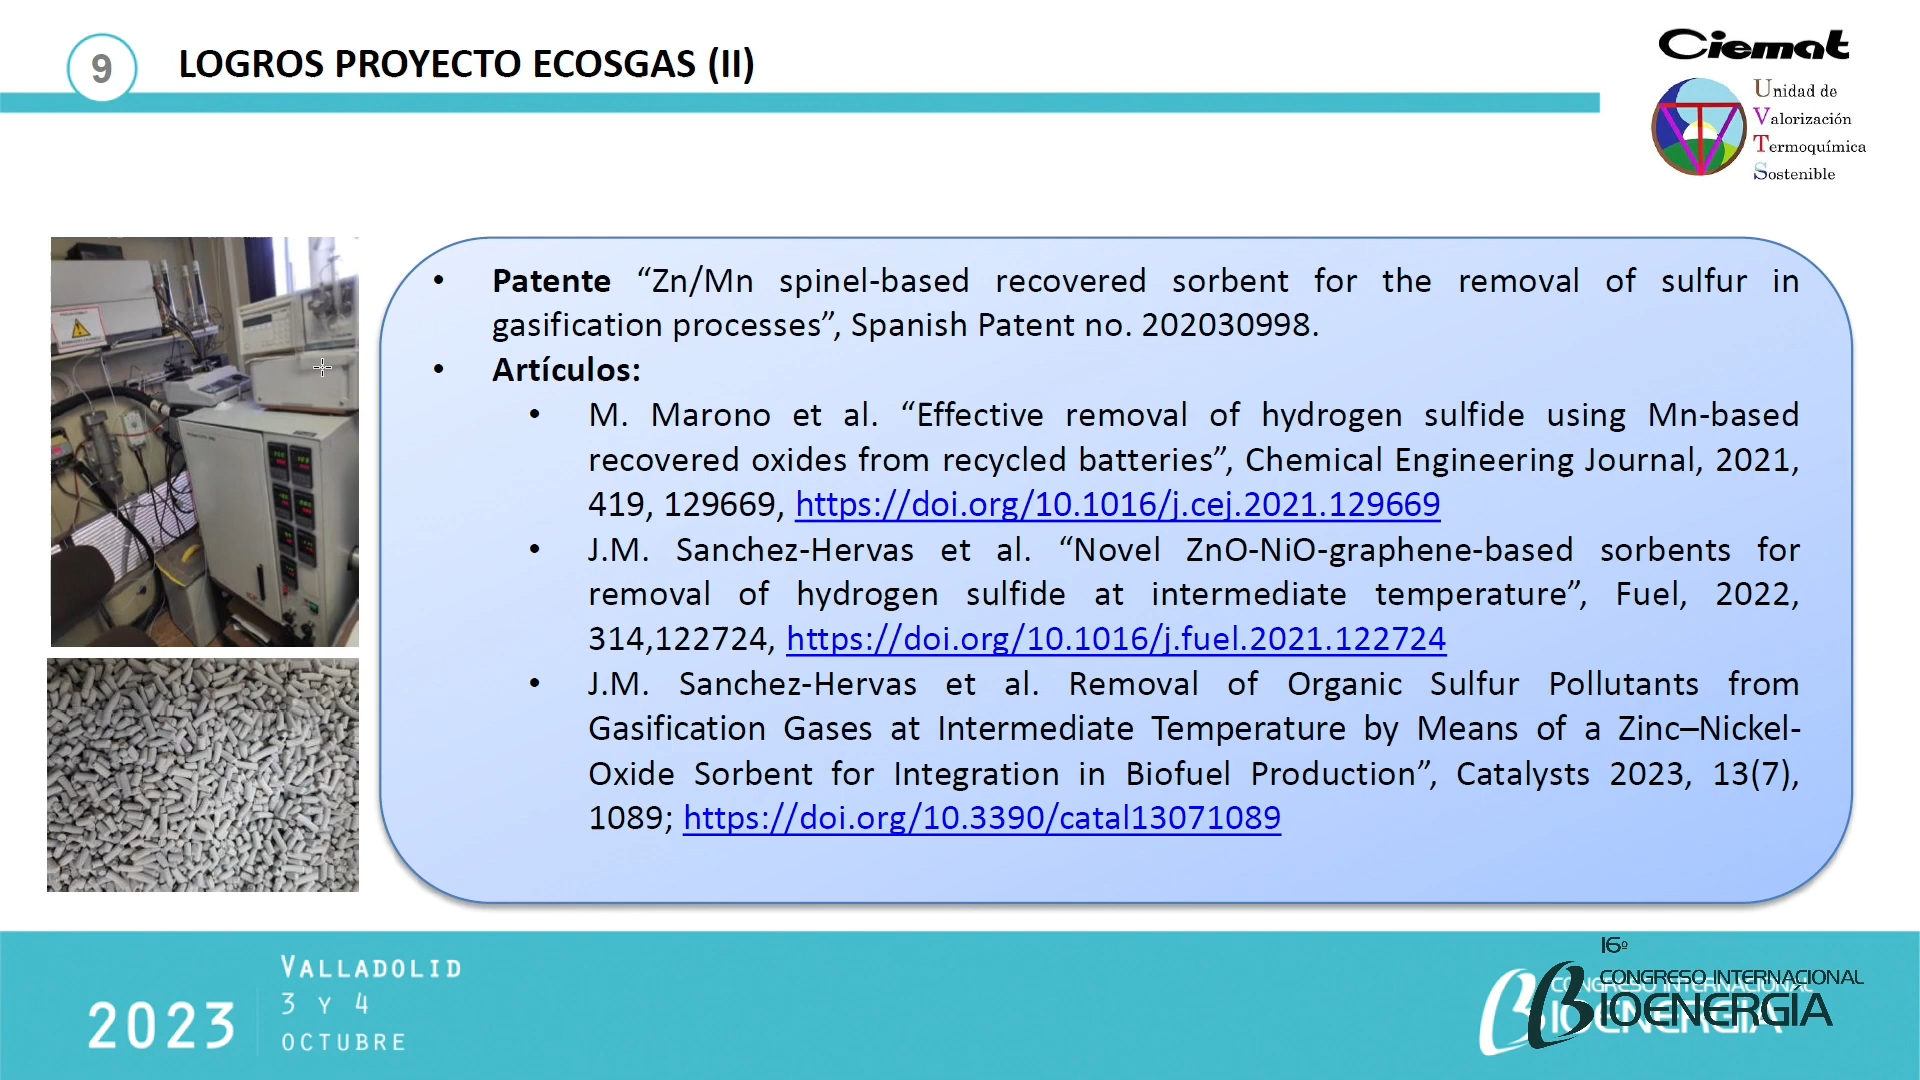 9
LOGROS PROYECTO ECOSGAS (II)
Ciemat
Unidad de
Valorización
Termoquímica
Sostenible
• Patente “Zn/Mn spinel-based recovered sorbent for the removal of sulfur in
gasification processes”, Spanish Patent no. 202030998.
• Artículos:
• M. Marono et al. “Effective removal of hydrogen sulfide using Mn-based
recovered oxides from recycled batteries”, Chemical Engineering Journal, 2021,
419, 129669, https://doi.org/10.1016/j.cej.2021.129669
• J.M. Sanchez-Hervas et al. “Novel ZnO-NiO-graphene-based sorbents for
removal of hydrogen sulfide at intermediate temperature”, Fuel, 2022,
314,122724, https://doi.org/10.1016/j.fuel.2021.122724
• J.M. Sanchez-Hervas et al. Removal of Organic Sulfur Pollutants from
Gasification Gases at Intermediate Temperature by Means of a Zinc–Nickel-
Oxide Sorbent for Integration in Biofuel Production”, Catalysts 2023, 13(7),
1089; https://doi.org/10.3390/catal13071089
2023
VALLADOLID
3 Y 4
OCTUBRE
16º
CONGRESO INTERNACIONAL
BIOENERGÍA
CONGRESO INTERNACIONAL
BIOENERGÍA